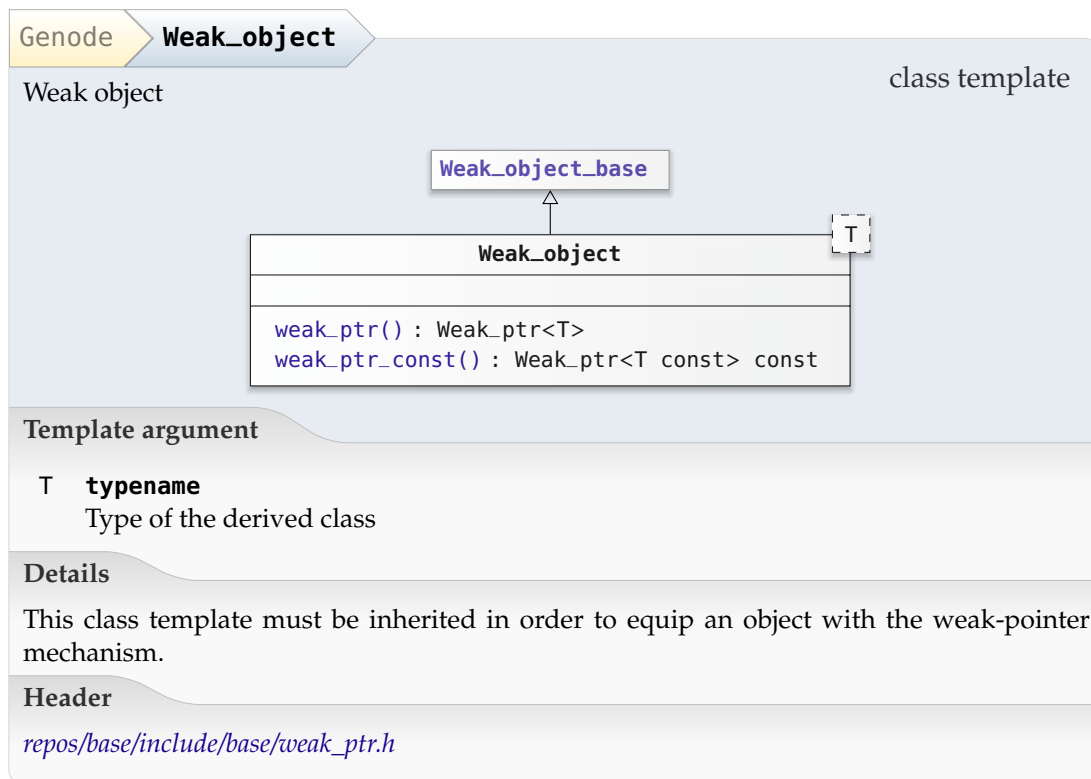 Genode Weak_object
class template
Weak object
Weak_object_base
T
Weak_object
weak_ptr() : Weak_ptr<T>
weak_ptr_const() : Weak_ptr<T const> const
Template argument
T typename
Type of the derived class
Details
This class template must be inherited in order to equip an object with the weak-pointer
mechanism.
Header
repos/base/include/base/weak_ptr.h